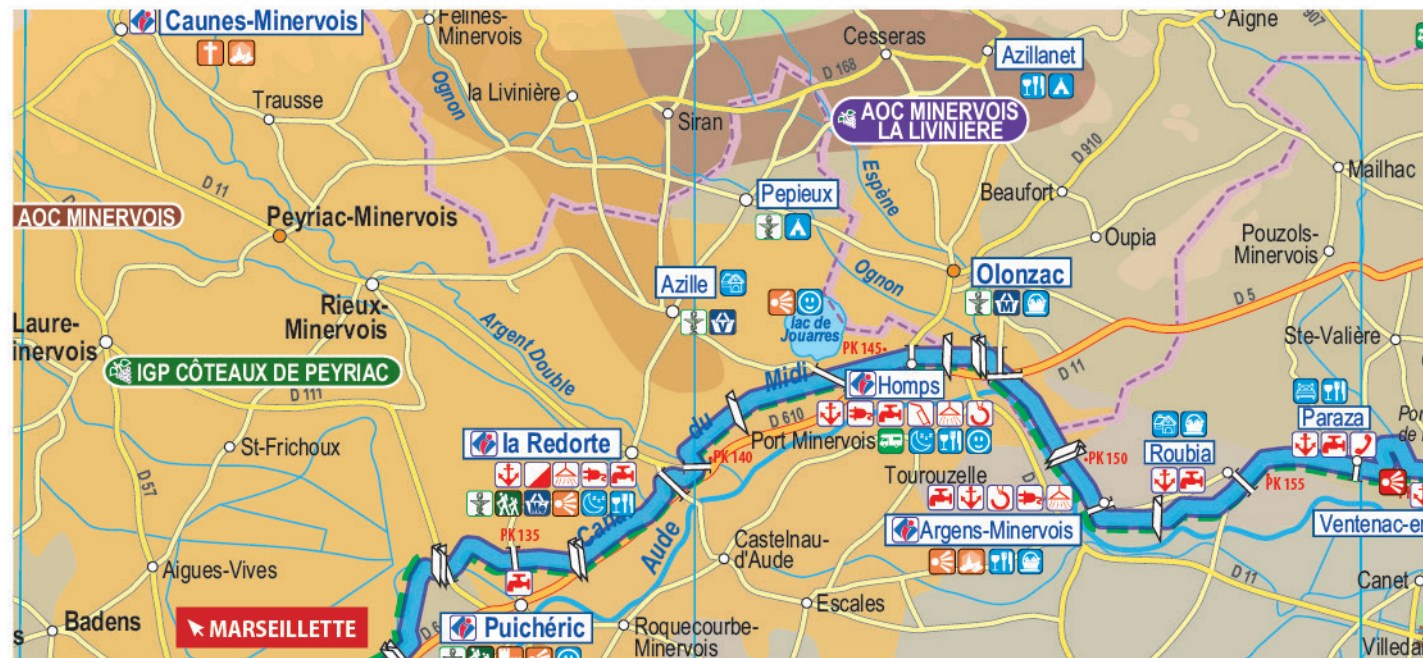 Caunes-Minervois
Félines-
Minervois
Aigne
907
Cesseras
Azillanet
D 168
Ognon
la Livinière
Trausse
Siran
AOC MINERVOIS
LA LIVINIERE
D 910
Espène
Mailhac
Beaufort
Pepieux
D 11
AOC MINERVOIS
Peyriac-Minervois
Oupia
Pouzols-
Minervois
Olonzac
Ognon
Azille
Rieux-
Minervois
D 5
M
lac de
Jouarres
Laure-
inervois
Argent Double
Ste-Valière
PK 145
IGP CÔTEAUX DE PEYRIAC
D 11
Homps
Midi
D 111
D 610
du
Paraza
St-Frichoux
la Redorte
Port Minervois
PK 140
PK 150
Roubia
Tourouzelle
D 57
PK 155
Canal
Argens-Minervois
Ventenac-en
PK 135
Aude
Castelnau-
d'Aude
Aigues-Vives
D 11
Canet
Escales
Badens
MARSEILLETTE
Puichéric
Roquecourbe-
Minervois
Villeda